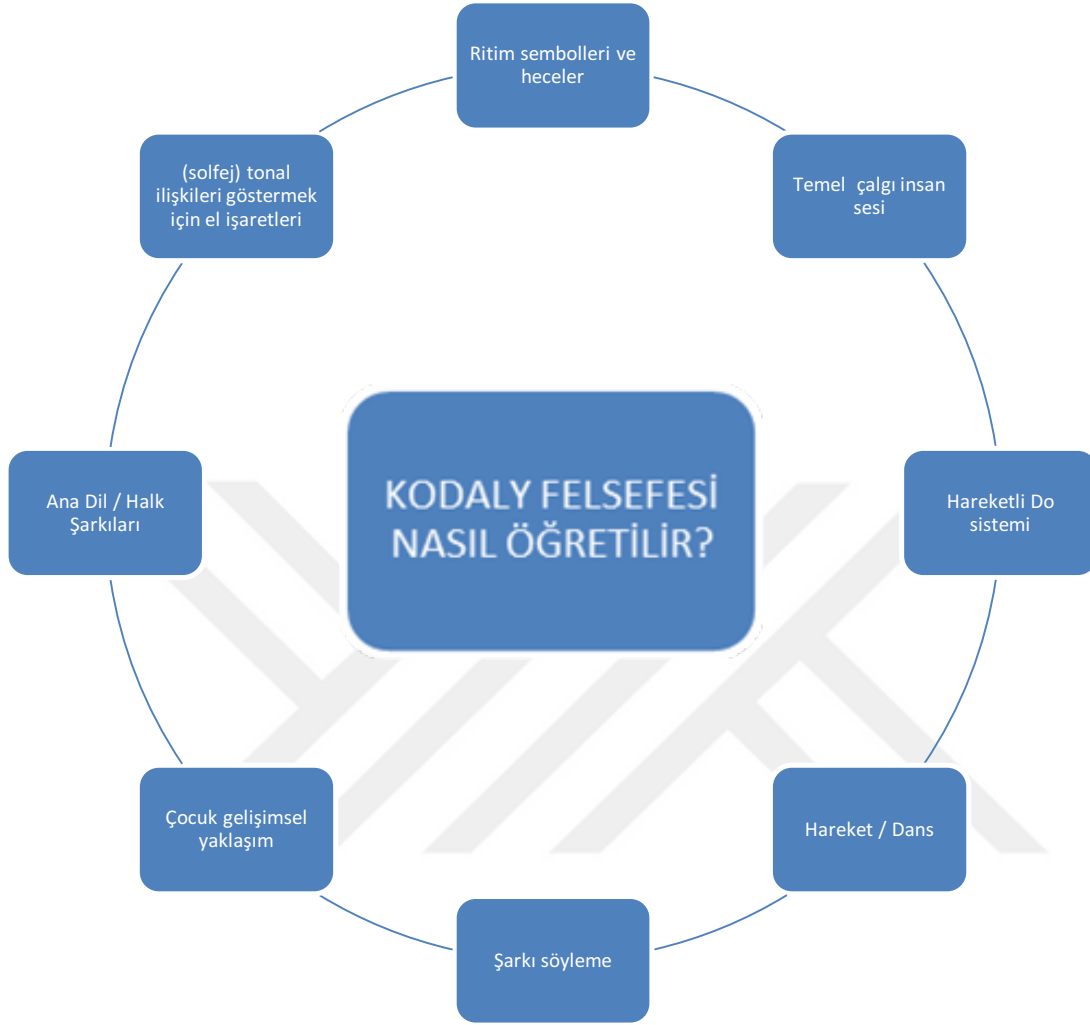 Ritim sembolleri ve
heceler
(solfej) tonal
ilişkileri göstermek
için el işaretleri
Temel çalgı insan
sesi
KODALY FELSEFESİ
NASIL ÖĞRETİLİR?
Ana Dil / Halk
Şarkıları
Hareketli Do
sistemi
Çocuk gelişimsel
yaklaşım
Hareket / Dans
Şarkı söyleme